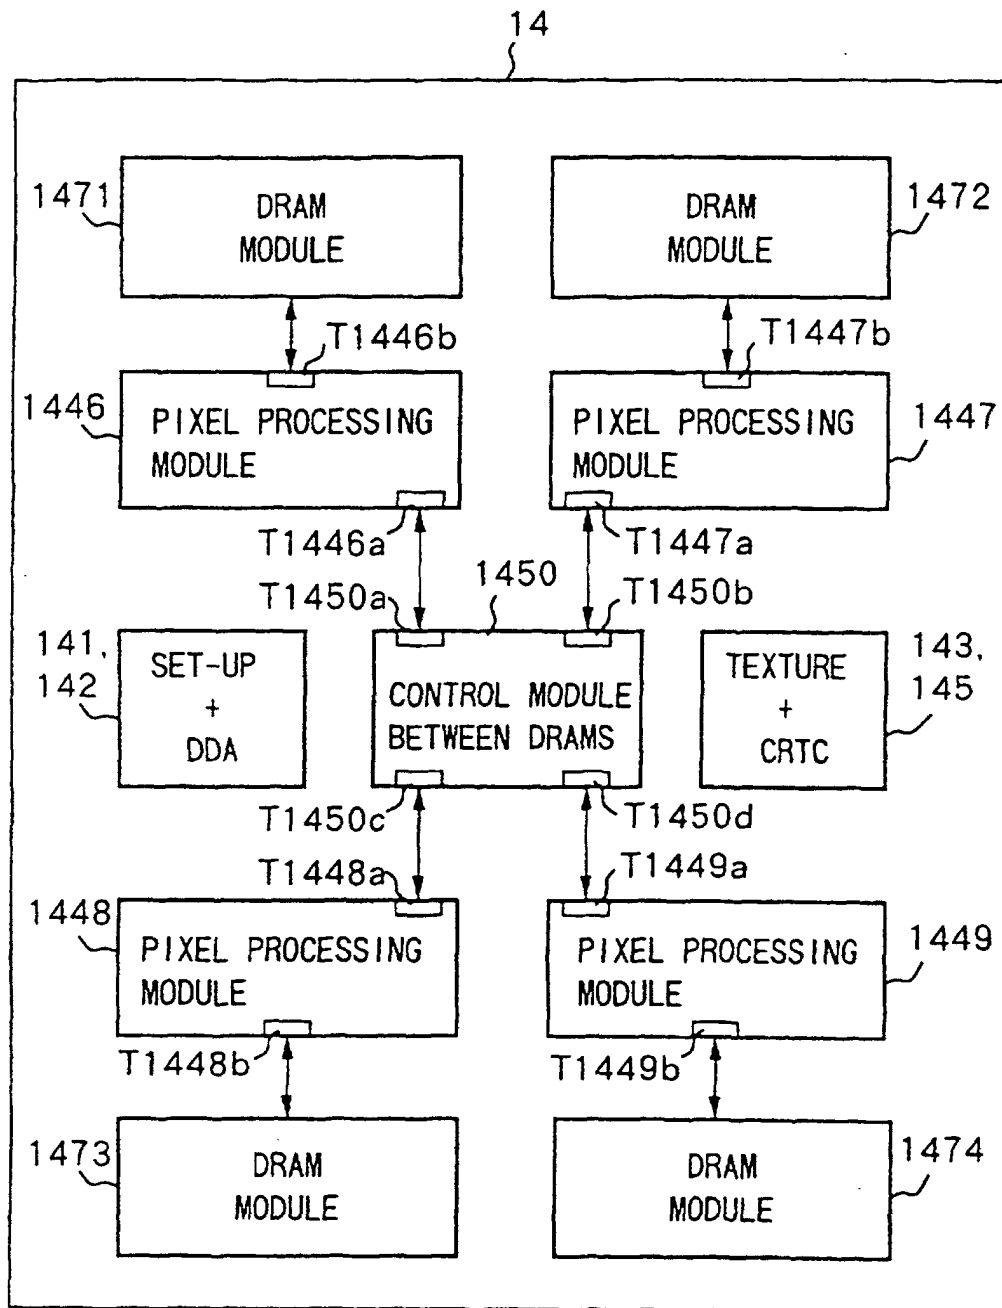 14
1471
DRAM
MODULE
DRAM
MODULE
1472
T1446b
T1447b
1446
PIXEL PROCESSING
MODULE
PIXEL PROCESSING
MODULE
1447
T1446a
T1447a
T1450a
1450
T1450b
141,
142
SET-UP
+
DDA
CONTROL MODULE
BETWEEN DRAMS
TEXTURE
+
CRTC
143,
145
T1450c
T1450d
T1448a
T1449a
1448
PIXEL PROCESSING
MODULE
PIXEL PROCESSING
MODULE
1449
T1448b
T1449b
1473
DRAM
MODULE
DRAM
MODULE
1474